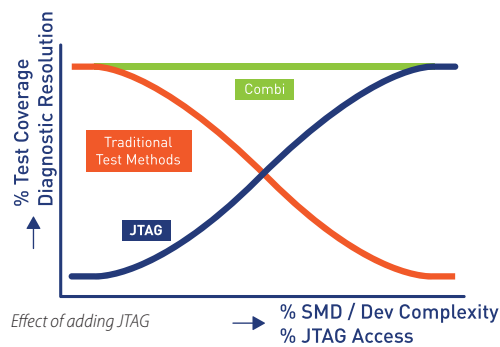 % Test Coverage
Diagnostic Resolution
Combi
Traditional
Test Methods
JTAG
Effect of adding JTAG
% SMD / Dev Complexity
% JTAG Access